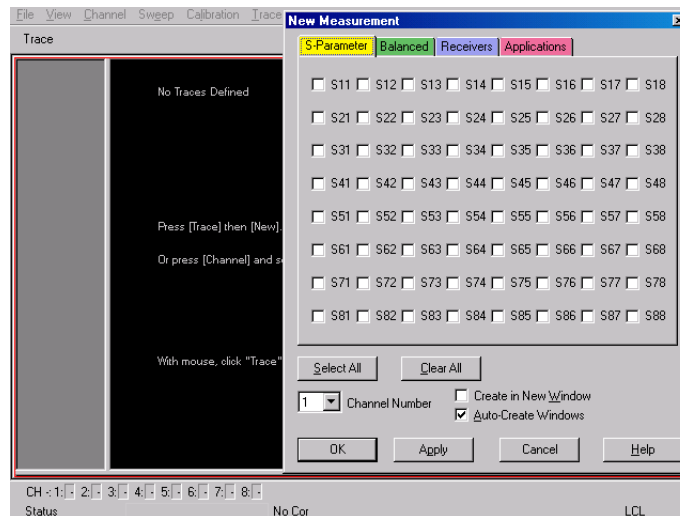 File View Channel Sweep Calibration Trace
New Measurement
Trace
S-Parameter Balanced Receivers Applications
No Traces Defined
S11 S12 S13 S14 S15 S16 S17 S18
S21 S22 S23 S24 S25 S26 S27 S28
S31 S32 S33 S34 S35 S36 S37 S38
S41 S42 S43 S44 S45 S46 S47 S48
S51 S52 S53 S54 S55 S56 S57 S58
S61 S62 S63 S64 S65 S66 S67 S68
S71 S72 S73 S74 S75 S76 S77 S78
S81 S82 S83 S84 S85 S86 S87 S88
Press [Trace] then [New].
Or press [Channel] and
With mouse, click "Trace"
Select All Clear All
1 Channel Number
Create in New Window
Auto-Create Windows
OK Apply Cancel Help
CH -: 1: - 2: - 3: - 4: - 5: - 6: - 7: - 8: -
Status No Cor LCL